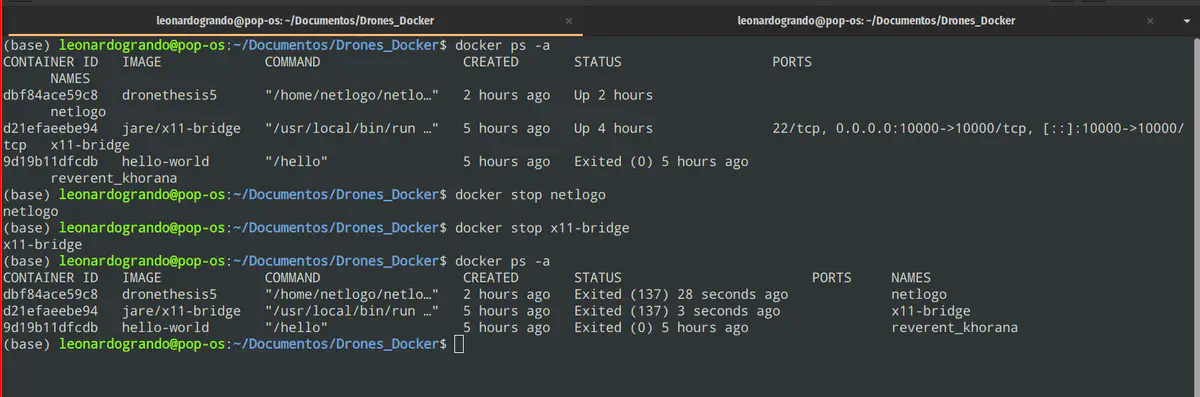 leonardogrando@pop-os: ~/Documentos/Drones_Docker × leonardogrando@pop-os: ~/Documentos/Drones_Docker ×
(base) leonardogrando@pop-os:~/Documentos/Drones_Docker$ docker ps -a
CONTAINER ID   IMAGE             COMMAND                  CREATED       STATUS                   PORTS
      NAMES
dbf84ace59c8   dronethesis5      "/home/netlogo/netlo…"   2 hours ago   Up 2 hours
      netlogo
d21efaeebe94   jare/x11-bridge   "/usr/local/bin/run …"   5 hours ago   Up 4 hours               22/tcp, 0.0.0.0:10000->10000/tcp, [::]:10000->10000/
tcp   x11-bridge
9d19b11dfcdb   hello-world       "/hello"                 5 hours ago   Exited (0) 5 hours ago
      reverent_khorana
(base) leonardogrando@pop-os:~/Documentos/Drones_Docker$ docker stop netlogo
netlogo
(base) leonardogrando@pop-os:~/Documentos/Drones_Docker$ docker stop x11-bridge
x11-bridge
(base) leonardogrando@pop-os:~/Documentos/Drones_Docker$ docker ps -a
CONTAINER ID   IMAGE             COMMAND                  CREATED       STATUS                        PORTS     NAMES
dbf84ace59c8   dronethesis5      "/home/netlogo/netlo…"   2 hours ago   Exited (137) 28 seconds ago             netlogo
d21efaeebe94   jare/x11-bridge   "/usr/local/bin/run …"   5 hours ago   Exited (137) 3 seconds ago              x11-bridge
9d19b11dfcdb   hello-world       "/hello"                 5 hours ago   Exited (0) 5 hours ago                  reverent_khorana
(base) leonardogrando@pop-os:~/Documentos/Drones_Docker$